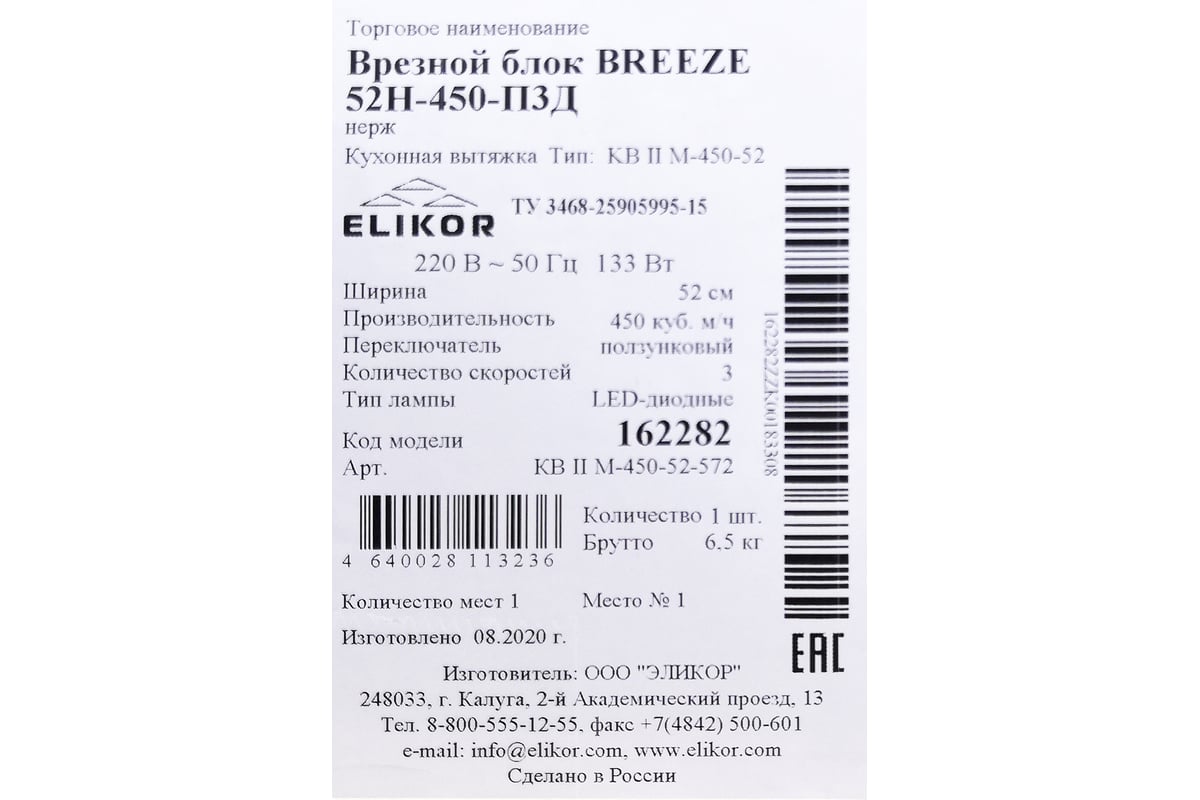 Торговое наименование
Врезной блок BREEZE
52Н-450-П3Д
нерж
Кухонная вытяжка Тип: КВ II М-450-52
ELIKOR
ТУ 3468-25905995-15
220 В ~ 50 Гц 133 Вт
Ширина 52 см
Производительность 450 куб. м/ч
Переключатель ползунковый
Количество скоростей 3
Тип лампы LED-диодные
Код модели 162282
Арт. КВ II М-450-52-572
162282ZZK00183308
4 640028 113236
Количество 1 шт.
Брутто 6,5 кг
Количество мест 1 Место № 1
Изготовлено 08.2020 г.
EAC
Изготовитель: ООО "ЭЛИКОР"
248033, г. Калуга, 2-й Академический проезд, 13
Тел. 8-800-555-12-55, факс +7(4842) 500-601
e-mail: info@elikor.com, www.elikor.com
Сделано в России